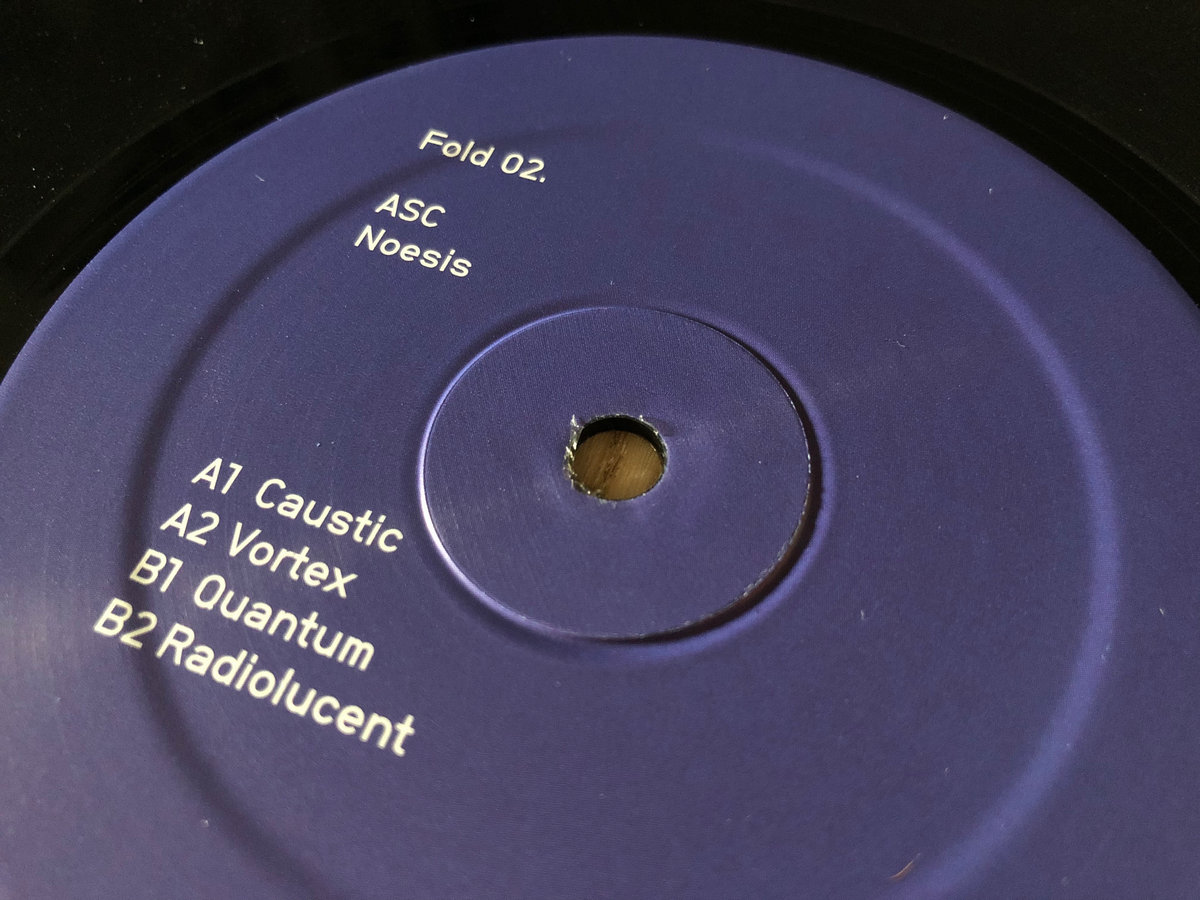 Fold 02.
ASC
Noesis
A1 Caustic
A2 Vortex
B1 Quantum
B2 Radiolucent